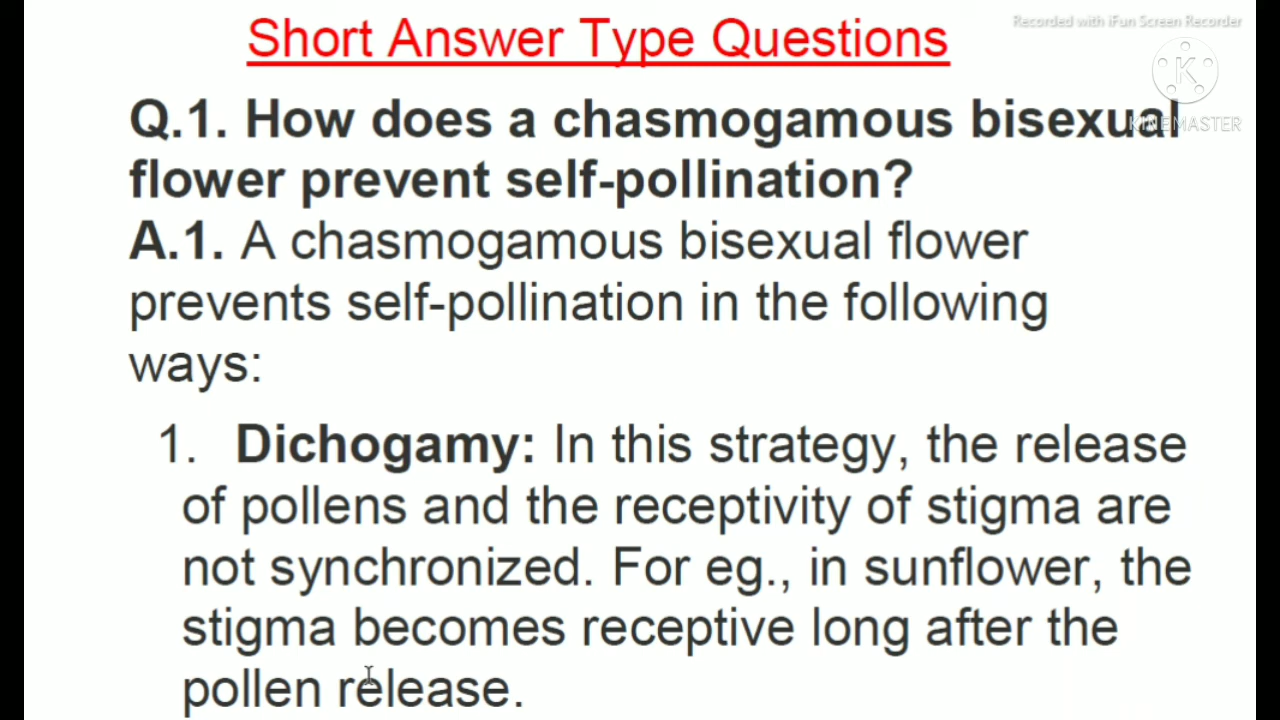 Recorded with iFun Screen Recorder
Short Answer Type Questions
K
KINEMASTER
Q.1. How does a chasmogamous bisexual
flower prevent self-pollination?
A.1. A chasmogamous bisexual flower
prevents self-pollination in the following
ways:
1. Dichogamy: In this strategy, the release
of pollens and the receptivity of stigma are
not synchronized. For eg., in sunflower, the
stigma becomes receptive long after the
pollen release.